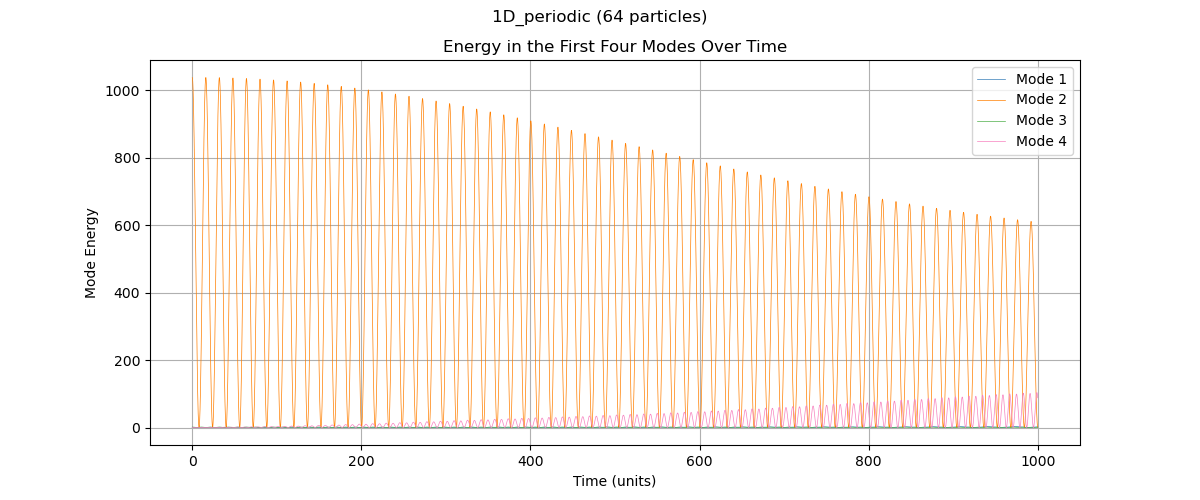 1D_periodic (64 particles)
Energy in the First Four Modes Over Time
Mode Energy
1000
800
600
400
200
0
0 200 400 600 800 1000
Time (units)
Mode 1
Mode 2
Mode 3
Mode 4